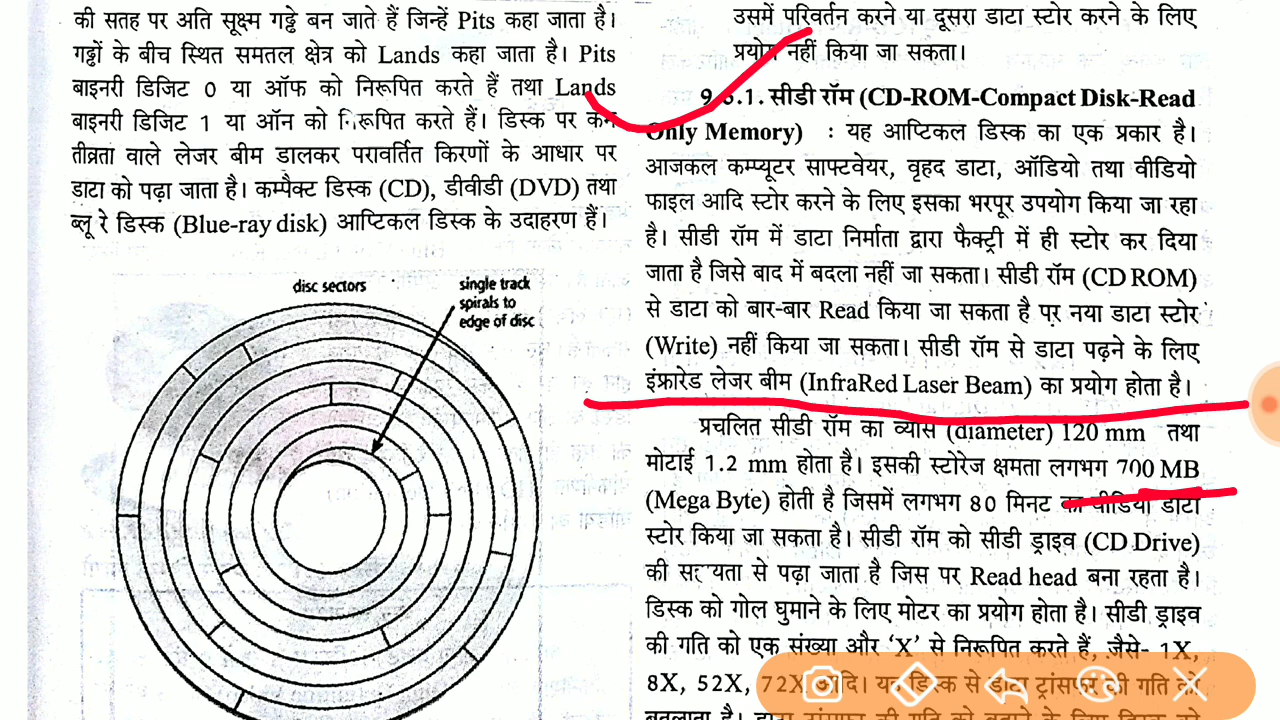 की सतह पर अति सूक्ष्म गढ्ढे बन जाते हैं जिन्हें Pits कहा जाता है।
गढ्ढों के बीच स्थित समतल क्षेत्र को Lands कहा जाता है। Pits
बाइनरी डिजिट 0 या ऑफ को निरूपित करते हैं तथा Lands
बाइनरी डिजिट 1 या ऑन को निरूपित करते हैं। डिस्क पर कम
तीव्रता वाले लेजर बीम डालकर परावर्तित किरणों के आधार पर
डाटा को पढ़ा जाता है। कम्पैक्ट डिस्क (CD), डीवीडी (DVD) तथा
ब्लू रे डिस्क (Blue-ray disk) आप्टिकल डिस्क के उदाहरण हैं।
disc sectors
single track
spirals to
edge of disc
उसमें परिवर्तन करने या दूसरा डाटा स्टोर करने के लिए
प्रयोग नहीं किया जा सकता।
सीडी रॉम (CD-ROM-Compact Disk-Read
Only Memory) : यह आप्टिकल डिस्क का एक प्रकार है।
आजकल कम्प्यूटर साफ्टवेयर, वृहद डाटा, ऑडियो तथा वीडियो
फाइल आदि स्टोर करने के लिए इसका भरपूर उपयोग किया जा रहा
है। सीडी रॉम में डाटा निर्माता द्वारा फैक्ट्री में ही स्टोर कर दिया
जाता है जिसे बाद में बदला नहीं जा सकता। सीडी रॉम (CD ROM)
से डाटा को बार-बार Read किया जा सकता है पर नया डाटा स्टोर
(Write) नहीं किया जा सकता। सीडी रॉम से डाटा पढ़ने के लिए
इंफ्रारेड लेजर बीम (InfraRed Laser Beam) का प्रयोग होता है।
प्रचलित सीडी रॉम का व्यास (diameter) 120 mm तथा
मोटाई 1.2 mm होता है। इसकी स्टोरेज क्षमता लगभग 700 MB
(Mega Byte) होती है जिसमें लगभग 80 मिनट का वीडियो डाटा
स्टोर किया जा सकता है। सीडी रॉम को सीडी ड्राइव (CD Drive)
की सहायता से पढ़ा जाता है जिस पर Read head बना रहता है।
डिस्क को गोल घुमाने के लिए मोटर का प्रयोग होता है। सीडी ड्राइव
की गति को एक संख्या और ‘X’ से निरूपित करते हैं, जैसे- 1X,
8X, 52X, 72X आदि। यह डिस्क से डाटा ट्रांसफर की गति को